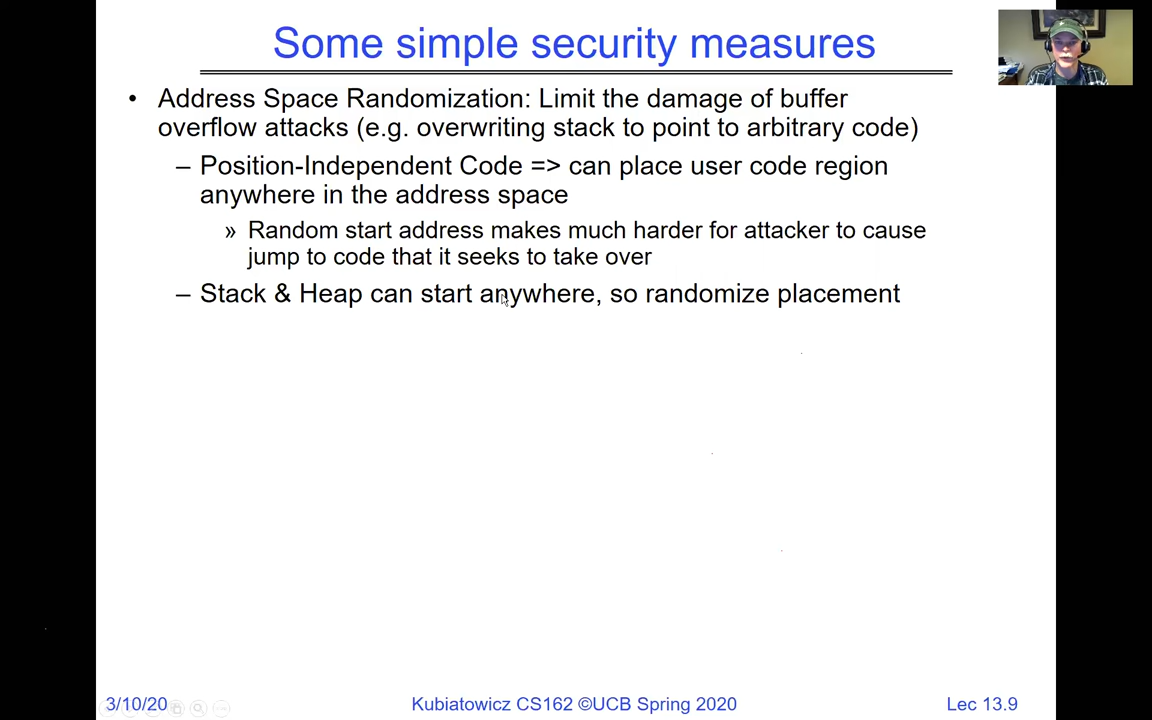 Some simple security measures
• Address Space Randomization: Limit the damage of buffer
overflow attacks (e.g. overwriting stack to point to arbitrary code)
– Position-Independent Code => can place user code region
anywhere in the address space
» Random start address makes much harder for attacker to cause
jump to code that it seeks to take over
– Stack & Heap can start anywhere, so randomize placement
3/10/20 Kubiatowicz CS162 ©UCB Spring 2020 Lec 13.9